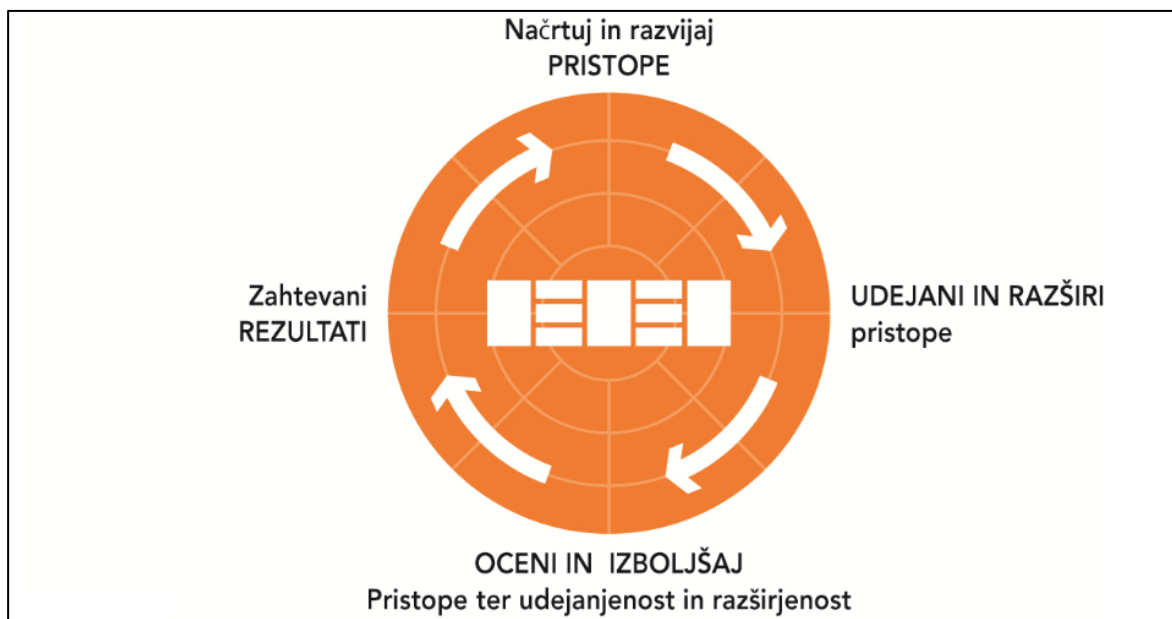 Načrtuj in razvijaj
PRISTOPE
Zahtevani
REZULTATI
UDEJANI IN RAZŠIRI
pristope
OCENI IN IZBOLJŠAJ
Pristope ter udejanjenost in razširjenost